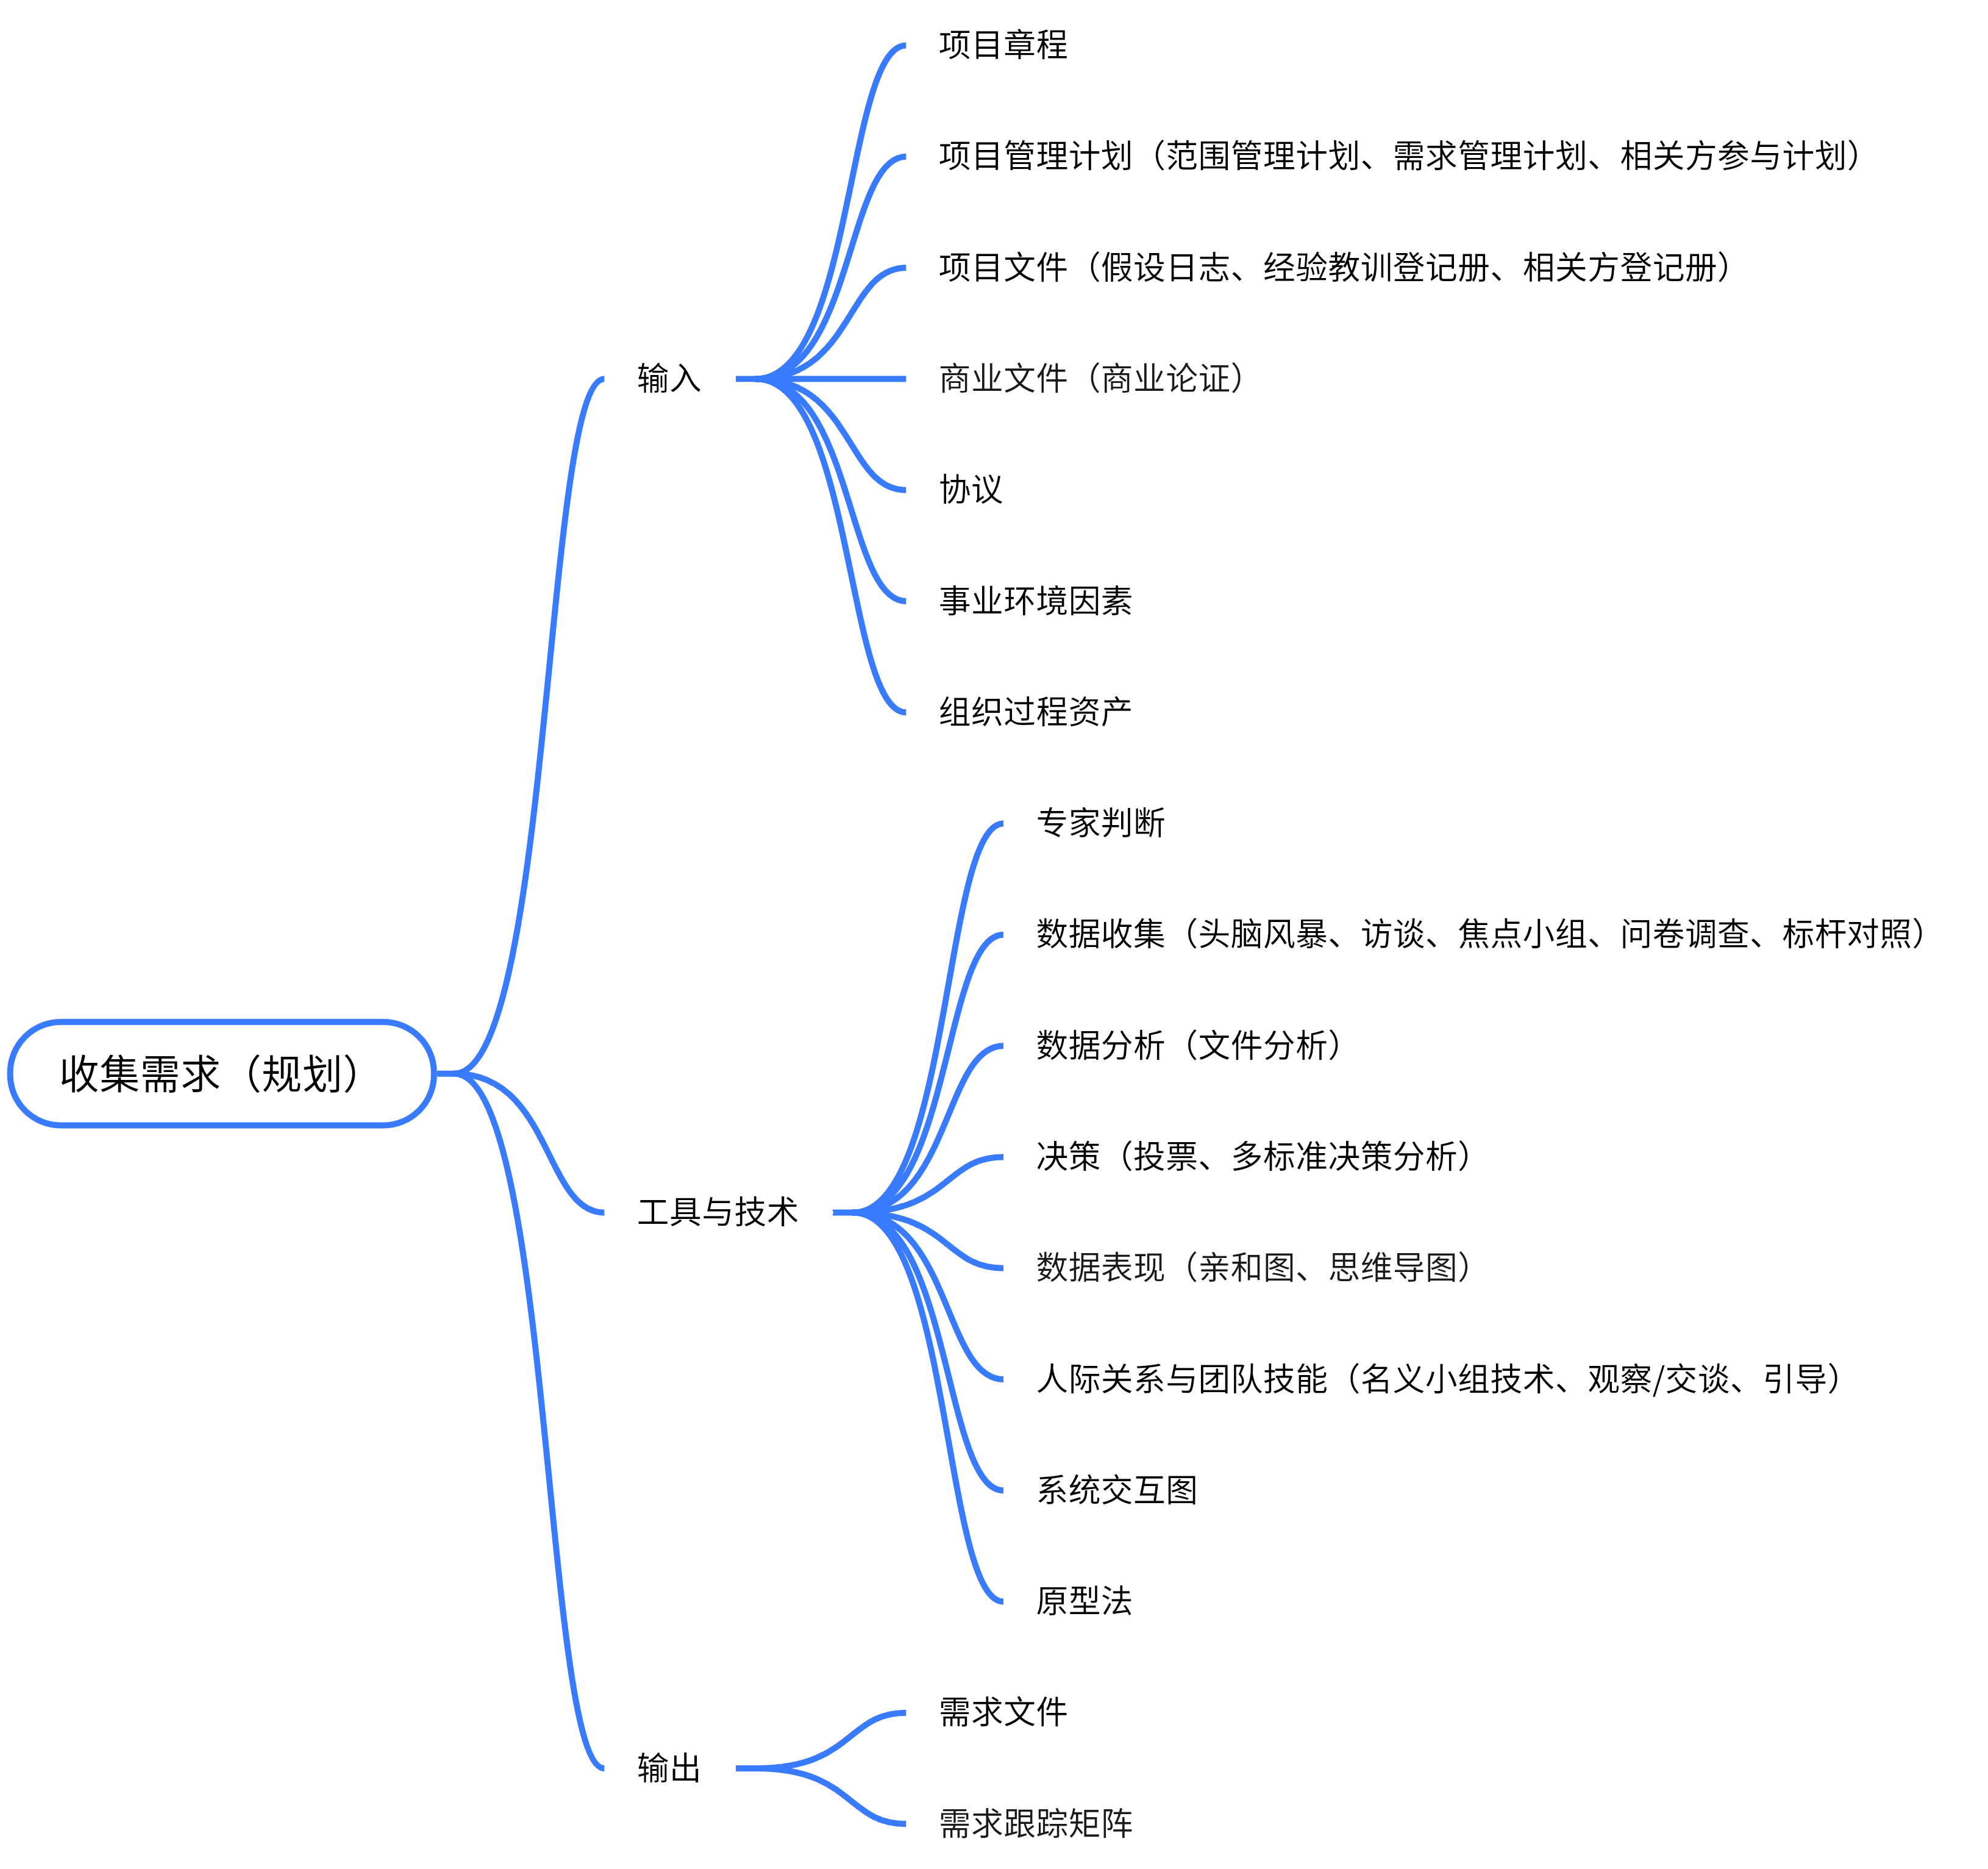 项目章程
项目管理计划（范围管理计划、需求管理计划、相关方参与计划）
项目文件（假设日志、经验教训登记册、相关方登记册）
输入
商业文件（商业论证）
协议
事业环境因素
组织过程资产
专家判断
数据收集（头脑风暴、访谈、焦点小组、问卷调查、标杆对照）
数据分析（文件分析）
收集需求（规划）
决策（投票、多标准决策分析）
工具与技术
数据表现（亲和图、思维导图）
人际关系与团队技能（名义小组技术、观察/交谈、引导）
系统交互图
原型法
需求文件
输出
需求跟踪矩阵